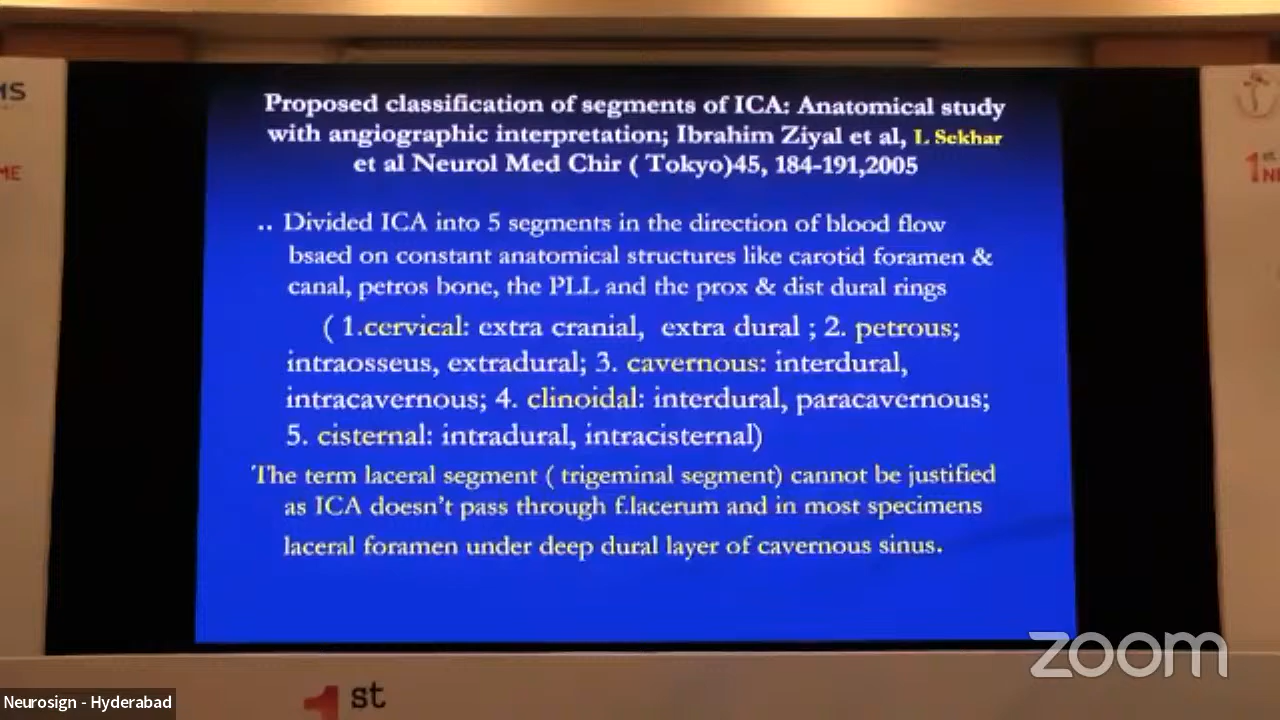 MS
ME
Proposed classification of segments of ICA: Anatomical study
with angiographic interpretation; Ibrahim Ziyal et al, L Sekhar
et al Neurol Med Chir ( Tokyo)45, 184-191,2005
.. Divided ICA into 5 segments in the direction of blood flow
bsaed on constant anatomical structures like carotid foramen &
canal, petros bone, the PLL and the prox & dist dural rings
( 1.cervical: extra cranial, extra dural ; 2. petrous;
intraosseus, extradural; 3. cavernous: interdural,
intracavernous; 4. clinoidal: interdural, paracavernous;
5. cisternal: intradural, intracisternal)
The term laceral segment ( trigeminal segment) cannot be justified
as ICA doesn't pass through f.lacerum and in most specimens
laceral foramen under deep dural layer of cavernous sinus.
1st
NE
zoom
Neurosign - Hyderabad
1st